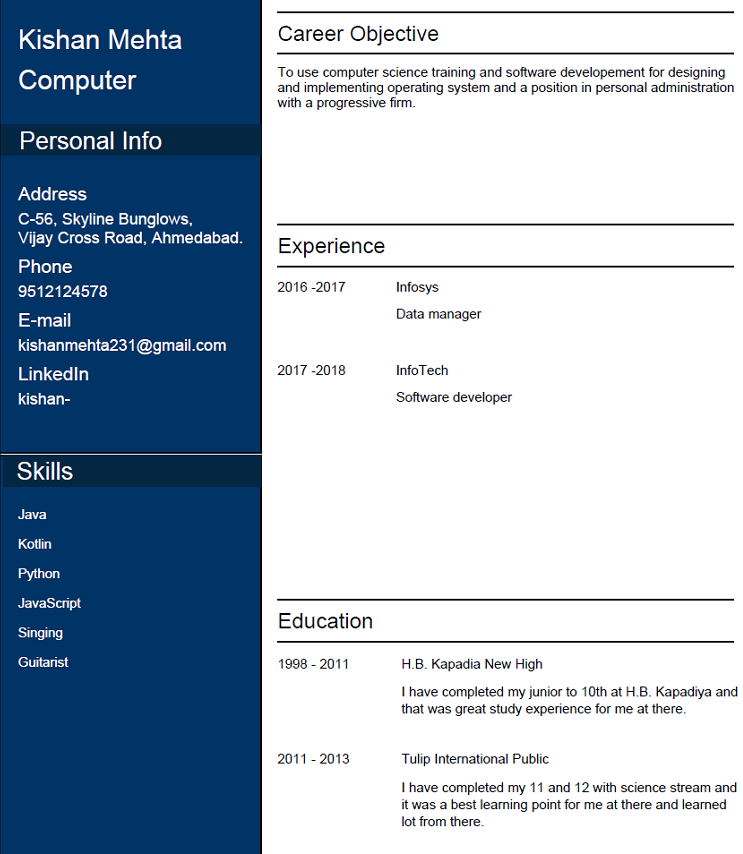 Kishan Mehta
Computer
Personal Info
Address
C-56, Skyline Bunglows,
Vijay Cross Road, Ahmedabad.
Phone
9512124578
E-mail
kishanmehta231@gmail.com
LinkedIn
kishan-
Skills
Java
Kotlin
Python
JavaScript
Singing
Guitarist
Career Objective
To use computer science training and software developement for designing
and implementing operating system and a position in personal administration
with a progressive firm.
Experience
2016 -2017 Infosys
Data manager
2017 -2018 InfoTech
Software developer
Education
1998 - 2011 H.B. Kapadia New High
I have completed my junior to 10th at H.B. Kapadiya and
that was great study experience for me at there.
2011 - 2013 Tulip International Public
I have completed my 11 and 12 with science stream and
it was a best learning point for me at there and learned
lot from there.